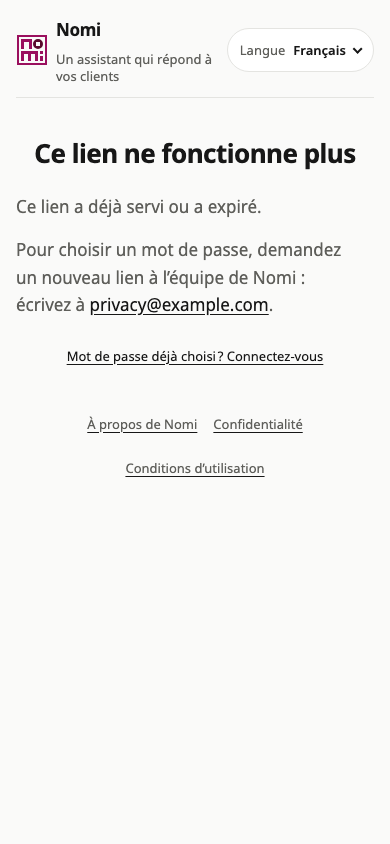 Nomi
Un assistant qui répond à
vos clients
Langue Français
Ce lien ne fonctionne plus
Ce lien a déjà servi ou a expiré.
Pour choisir un mot de passe, demandez
un nouveau lien à l’équipe de Nomi :
écrivez à privacy@example.com.
Mot de passe déjà choisi ? Connectez-vous
À propos de Nomi Confidentialité
Conditions d’utilisation